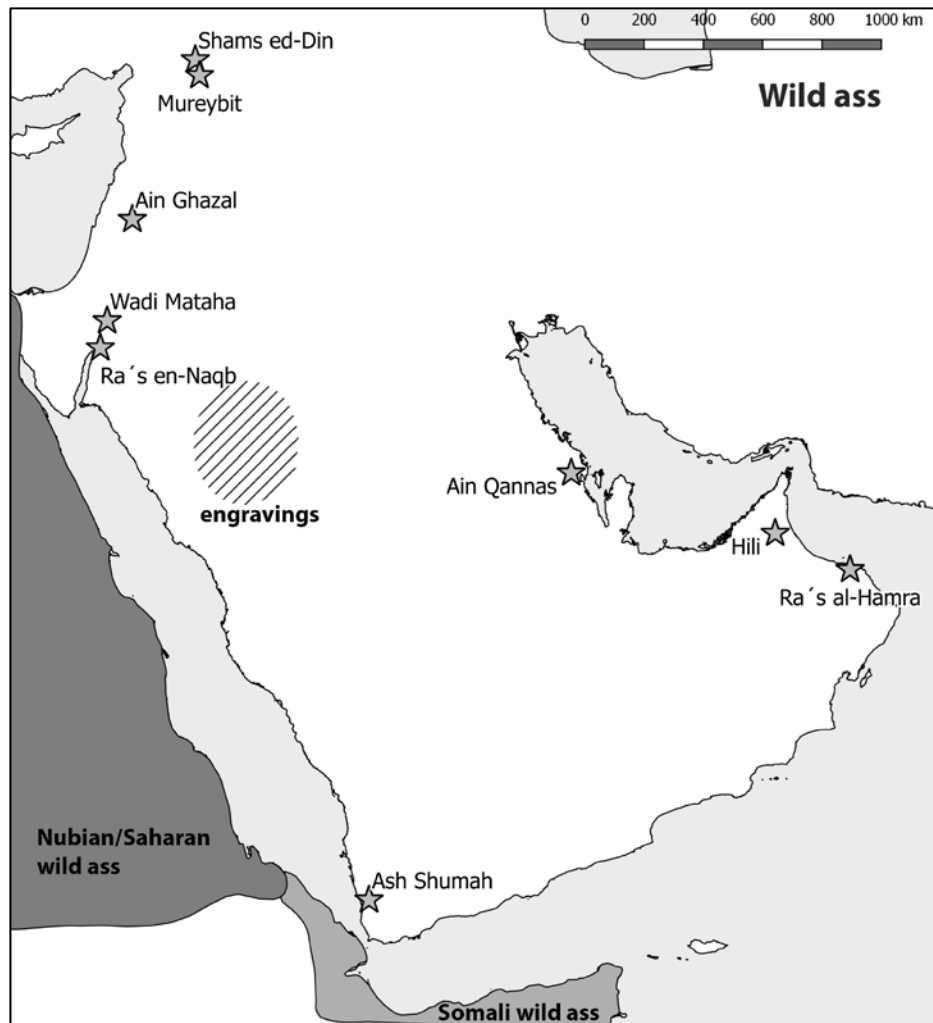 0 200 400 600 800 1000 km
Shams ed-Din
Mureybit
Wild ass
Ain Ghazal
Wadi Mataha
Ra´s en-Naqb
engravings
Ain Qannas
Hili
Ra´s al-Hamra
Nubian/Saharan
wild ass
Ash Shumah
Somali wild ass